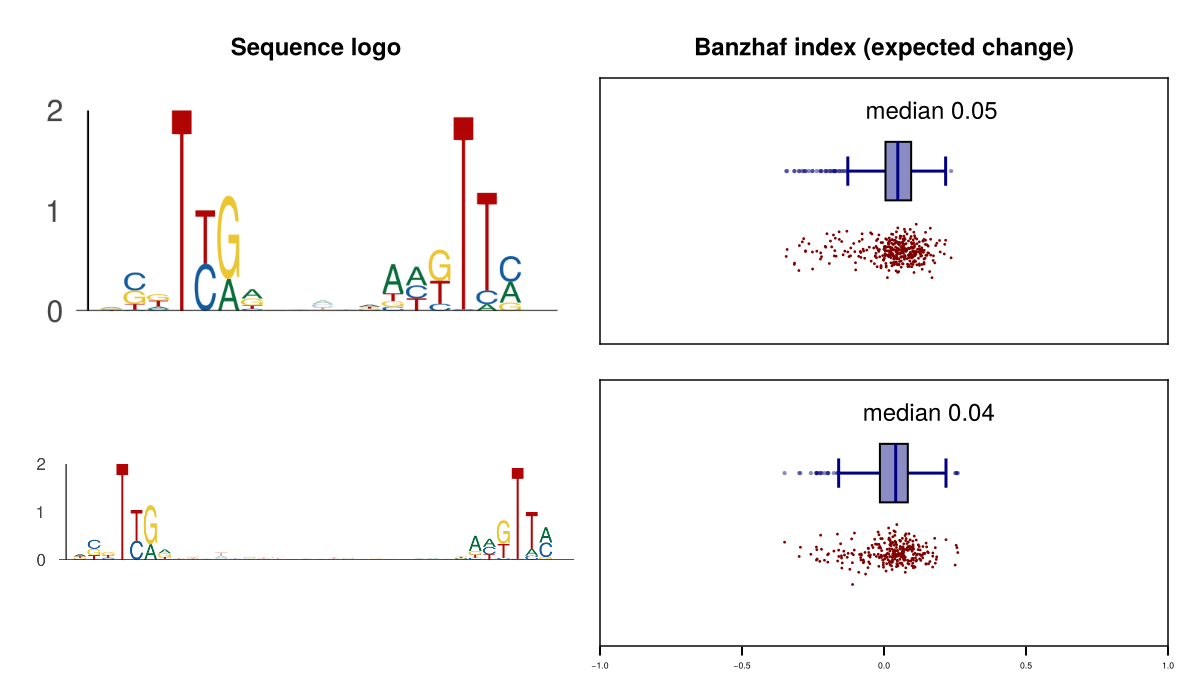 Sequence logo
Banzhaf index (expected change)
2
1
0
median 0.05
2
1
0
median 0.04
−1.0 −0.5 0.0 0.5 1.0